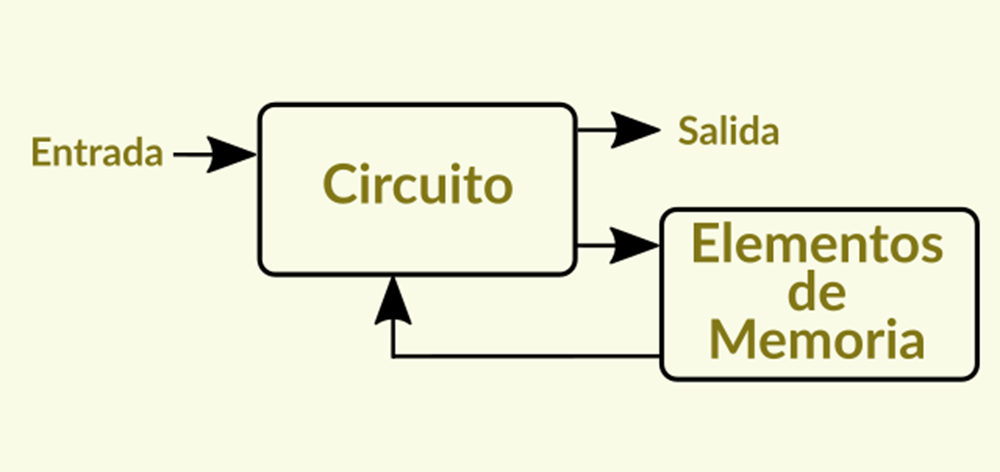 Entrada
Circuito
Salida
Elementos
de
Memoria